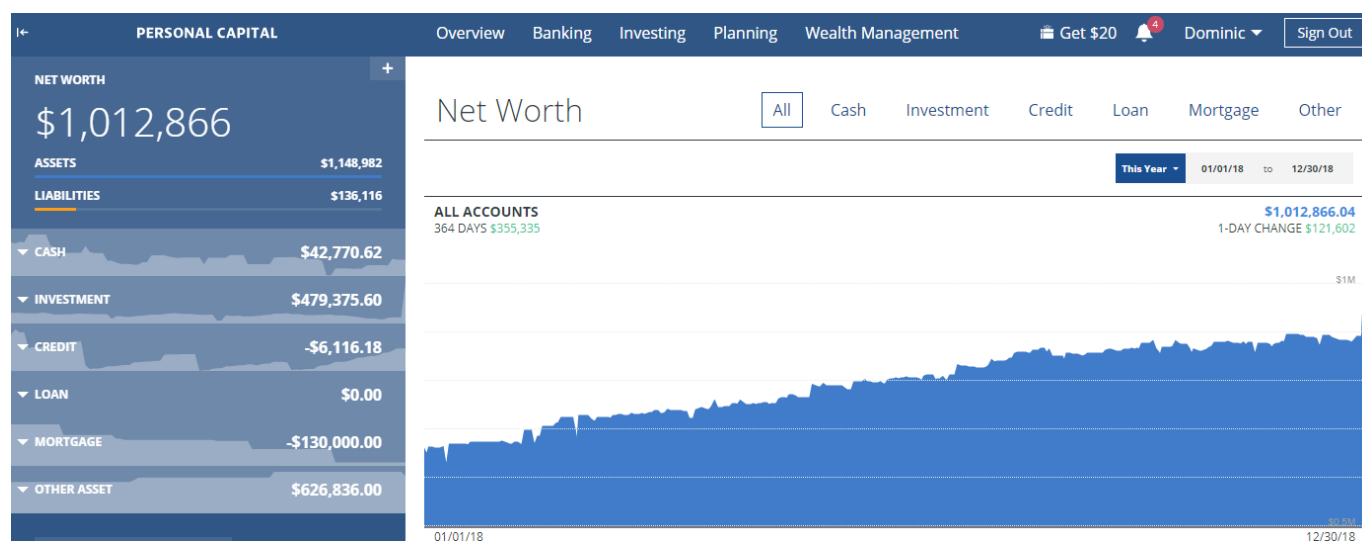 PERSONAL CAPITAL
Overview Banking Investing Planning Wealth Management Get $20 4 Dominic Sign Out
NET WORTH +
$1,012,866
ASSETS $1,148,982
LIABILITIES $136,116
CASH $42,770.62
INVESTMENT $479,375.60
CREDIT -$6,116.18
LOAN $0.00
MORTGAGE -$130,000.00
OTHER ASSET $626,836.00
Net Worth All Cash Investment Credit Loan Mortgage Other
This Year 01/01/18 to 12/30/18
ALL ACCOUNTS $1,012,866.04
364 DAYS $355,335 1-DAY CHANGE $121,602
$1M
$0.5M
01/01/18 12/30/18